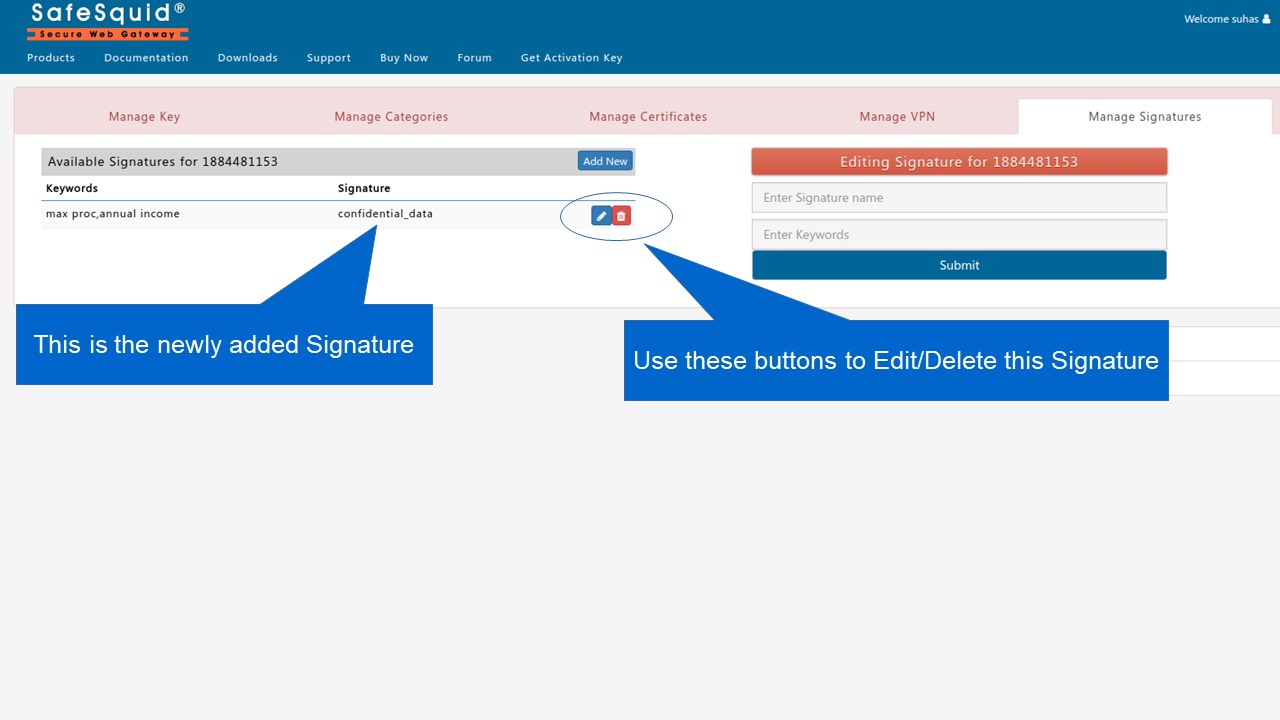 SafeSquid®
Secure Web Gateway
Welcome suhas
Products Documentation Downloads Support Buy Now Forum Get Activation Key
Manage Key Manage Categories Manage Certificates Manage VPN Manage Signatures
Available Signatures for 1884481153 Add New
Keywords Signature
max proc,annual income confidential_data
Editing Signature for 1884481153
Enter Signature name
Enter Keywords
Submit
This is the newly added Signature
Use these buttons to Edit/Delete this Signature